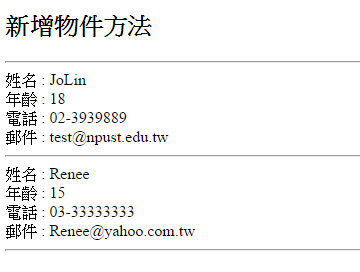 新增物件方法
姓名 : JoLin
年齡 : 18
電話 : 02-3939889
郵件 : test@npust.edu.tw
姓名 : Renee
年齡 : 15
電話 : 03-33333333
郵件 : Renee@yahoo.com.tw